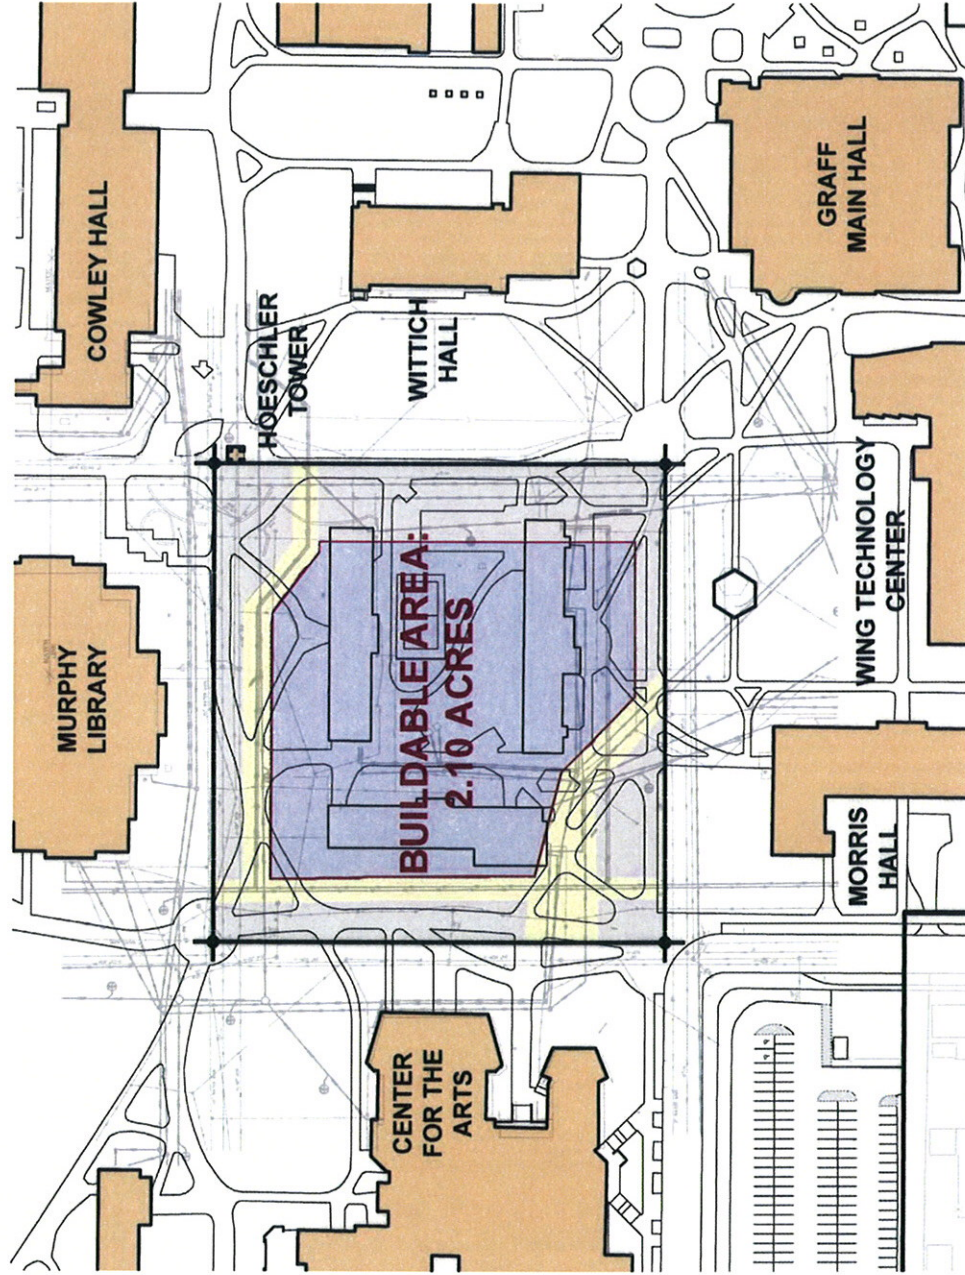 COWLEY HALL
HOESCHLER
TOWER
WITTICH
HALL
GRAFF
MAIN HALL
MURPHY
LIBRARY
BUILDABLE AREA:
2.10 ACRES
WING TECHNOLOGY
CENTER
MORRIS
HALL
CENTER
FOR THE
ARTS